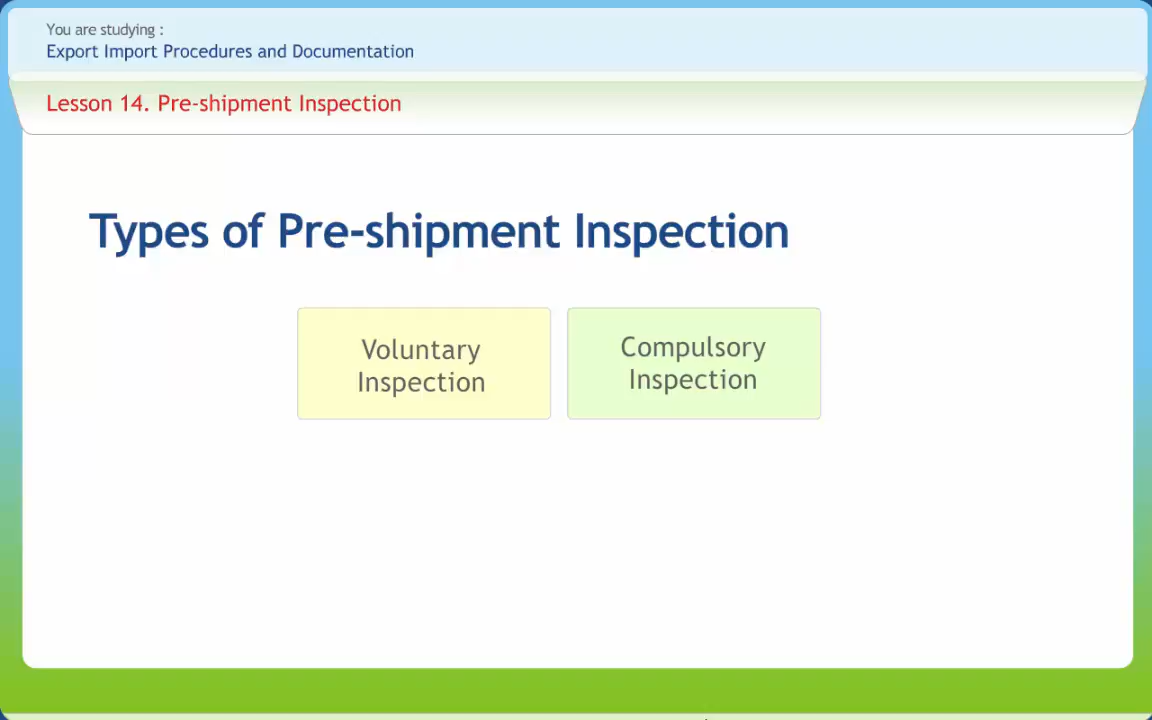 You are studying :
Export Import Procedures and Documentation
Lesson 14. Pre-shipment Inspection
Types of Pre-shipment Inspection
Voluntary
Inspection
Compulsory
Inspection